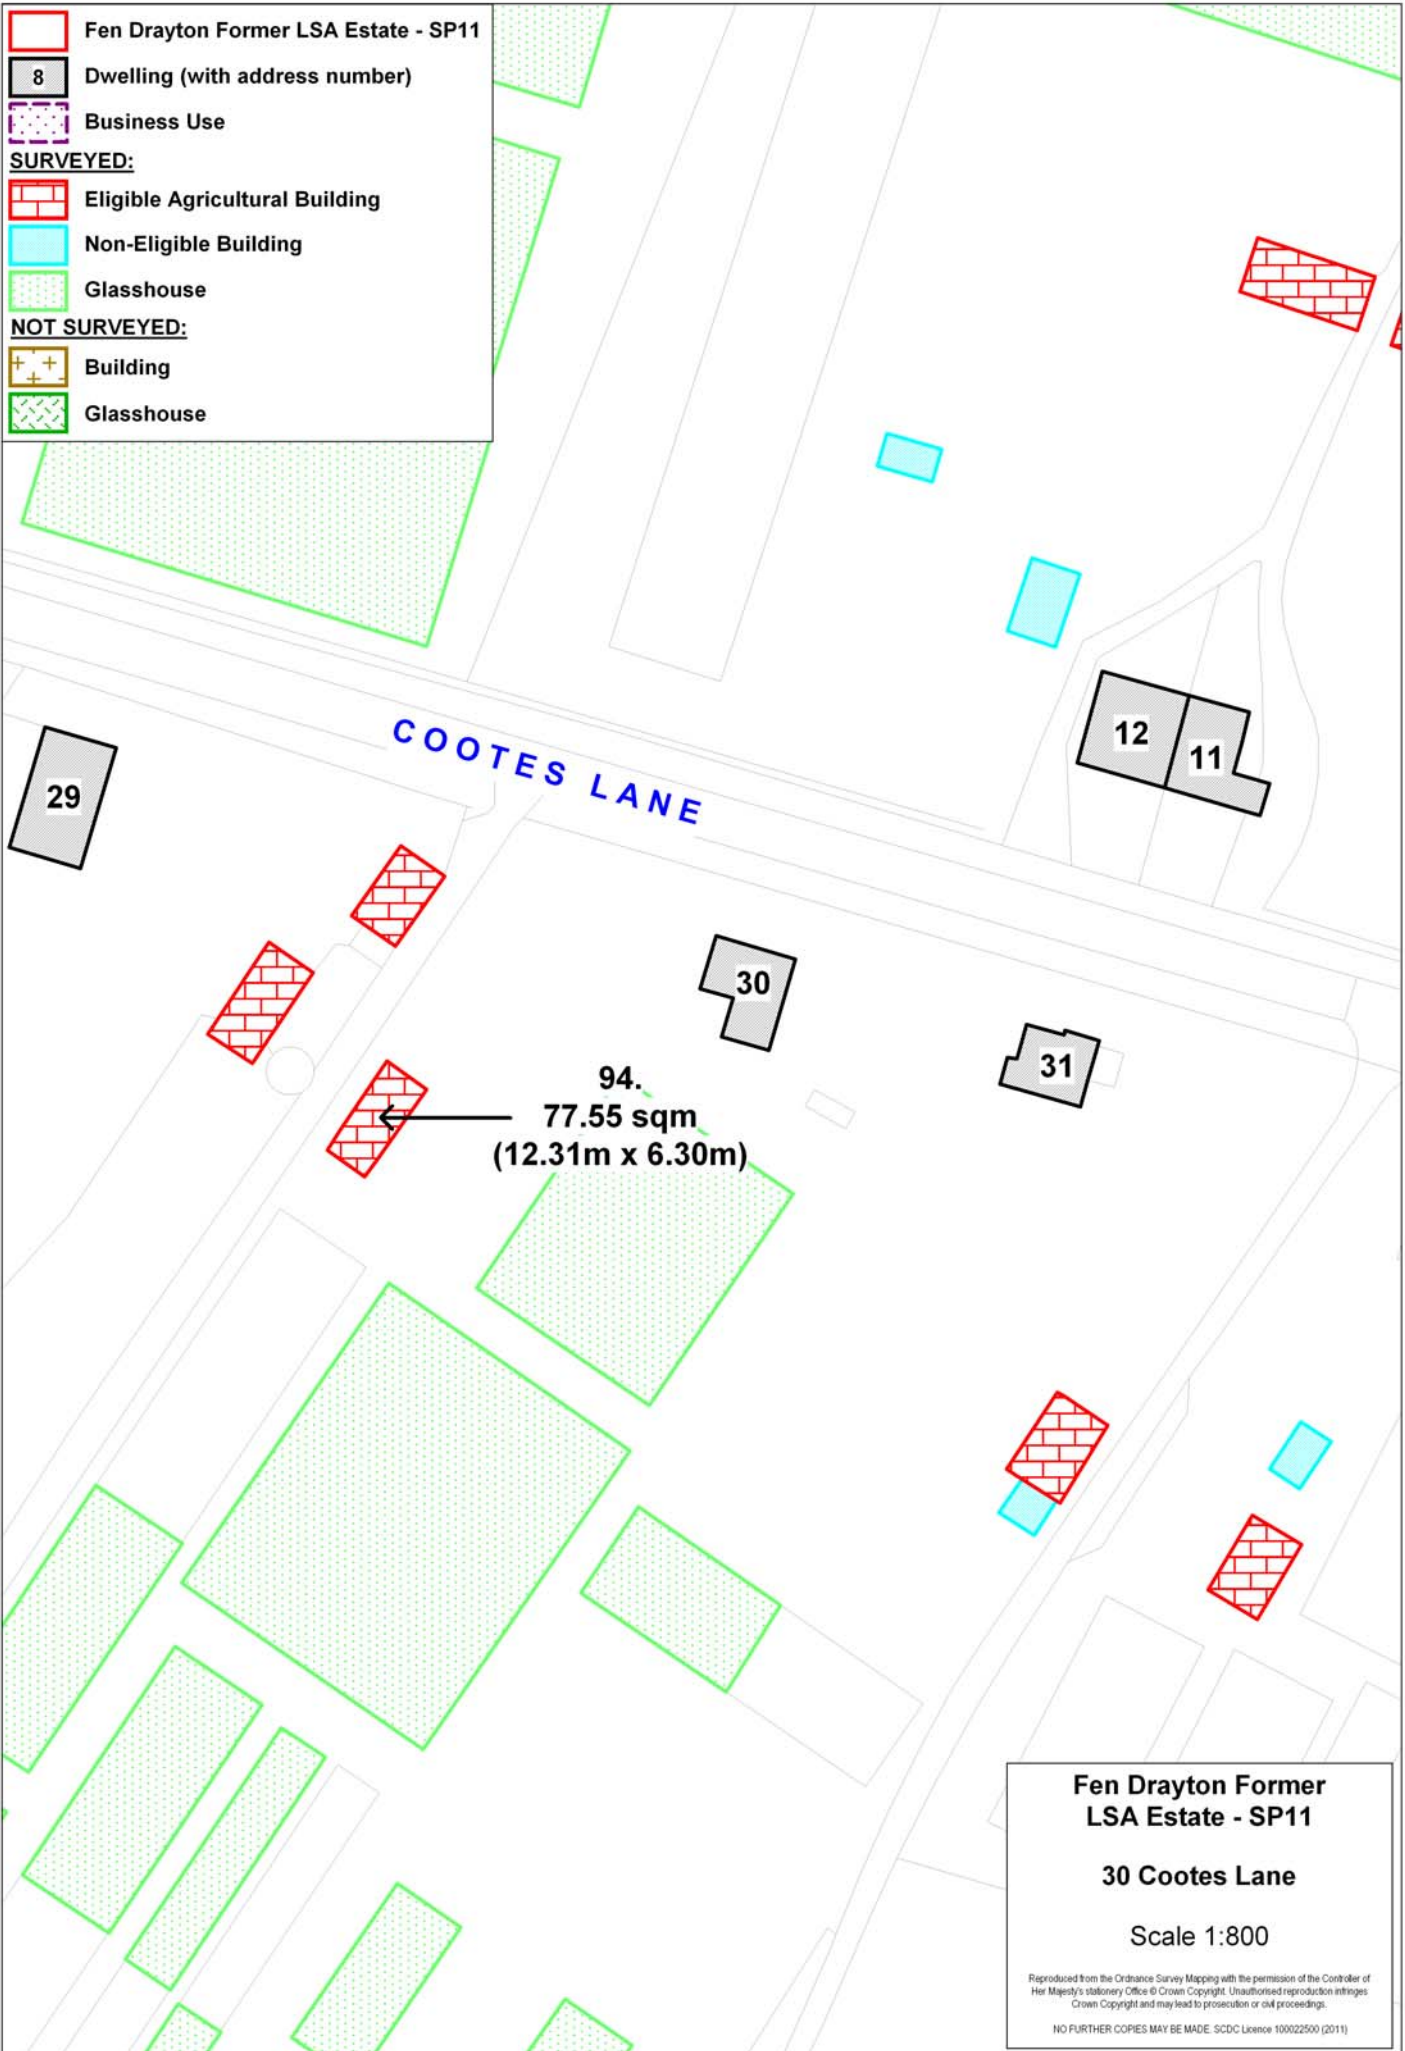 Fen Drayton Former LSA Estate - SP11
8 Dwelling (with address number)
Business Use
SURVEYED:
Eligible Agricultural Building
Non-Eligible Building
Glasshouse
NOT SURVEYED:
Building
Glasshouse
COOTES LANE
12
11
29
30
31
94.
77.55 sqm
(12.31m x 6.30m)
Fen Drayton Former
LSA Estate - SP11
30 Cootes Lane
Scale 1:800
Reproduced from the Ordnance Survey Mapping with the permission of the Controller of
Her Majesty's stationery Office © Crown Copyright. Unauthorised reproduction infringes
Crown Copyright and may lead to prosecution or civil proceedings.
NO FURTHER COPIES MAY BE MADE. SCDC Licence 100022500 (2011)